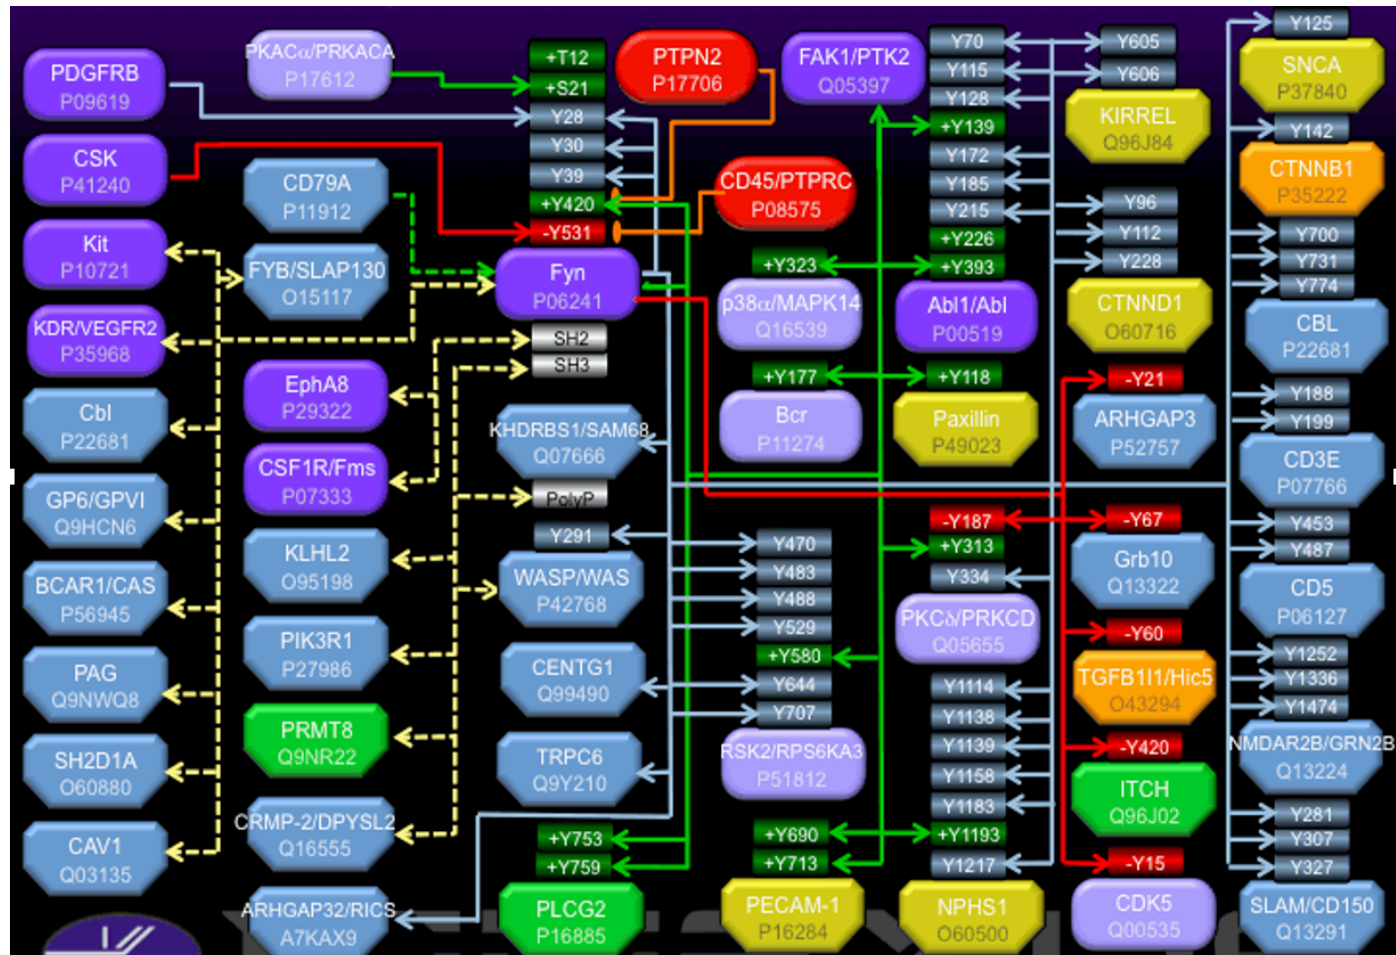 PDGFRB
P09619
CSK
P41240
Kit
P10721
KDR/VEGFR2
P35968
Cbl
P22681
GP6/GPVI
Q9HCN6
BCAR1/CAS
P56945
PAG
Q9NWQ8
SH2D1A
O60880
CAV1
Q03135
PKACα/PRKACA
P17612
CD79A
P11912
FYB/SLAP130
O15117
EphA8
P29322
CSF1R/Fms
P07333
KLHL2
O95198
PIK3R1
P27986
PRMT8
Q9NR22
CRMP-2/DPYSL2
Q16555
ARHGAP32/RICS
A7KAX9
+T12
+S21
Y28
Y30
Y39
+Y420
-Y531
Fyn
P06241
SH2
SH3
KHDRBS1/SAM68
Q07666
PolyP
Y291
WASP/WAS
P42768
CENTG1
Q99490
TRPC6
Q9Y210
+Y753
+Y759
PLCG2
P16885
PTPN2
P17706
CD45/PTPRC
P08575
+Y323
p38α/MAPK14
Q16539
+Y177
Bcr
P11274
Y470
Y483
Y488
Y529
+Y580
Y644
Y707
RSK2/RPS6KA3
P51812
+Y690
+Y713
PECAM-1
P16284
FAK1/PTK2
Q05397
Y70
Y115
Y128
+Y139
Y172
Y185
Y215
+Y226
+Y393
Abl1/Abl
P00519
+Y118
Paxillin
P49023
-Y187
+Y313
Y334
PKCδ/PRKCD
Q05655
Y1114
Y1138
Y1139
Y1158
Y1183
+Y1193
Y1217
NPHS1
O60500
Y605
Y606
KIRREL
Q96J84
Y96
Y112
Y228
CTNND1
O60716
-Y21
ARHGAP3
P52757
-Y67
Grb10
Q13322
-Y60
TGFB1I1/Hic5
O43294
-Y420
ITCH
Q96J02
-Y15
CDK5
Q00535
Y125
SNCA
P37840
Y142
CTNNB1
P35222
Y700
Y731
Y774
CBL
P22681
Y188
Y199
CD3E
P07766
Y453
Y487
CD5
P06127
Y1252
Y1336
Y1474
NMDAR2B/GRN2B
Q13224
Y281
Y307
Y327
SLAM/CD150
Q13291